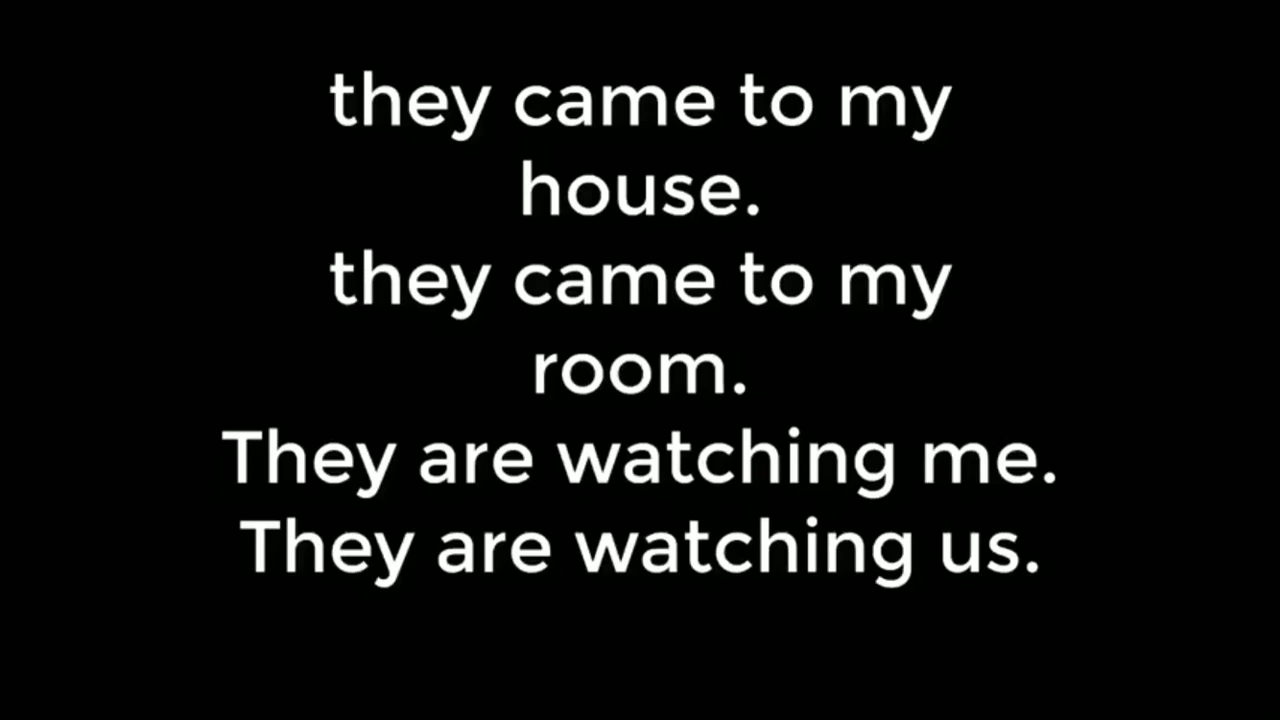 they came to my
house.
they came to my
room.
They are watching me.
They are watching us.